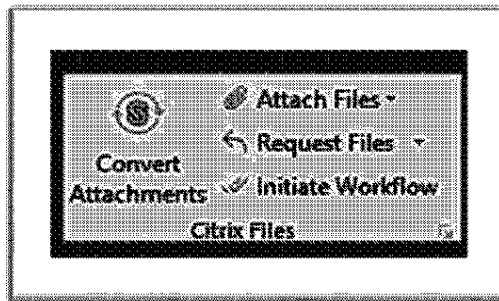 Convert
Attachments
Attach Files
Request Files
Initiate Workflow
Citrix Files